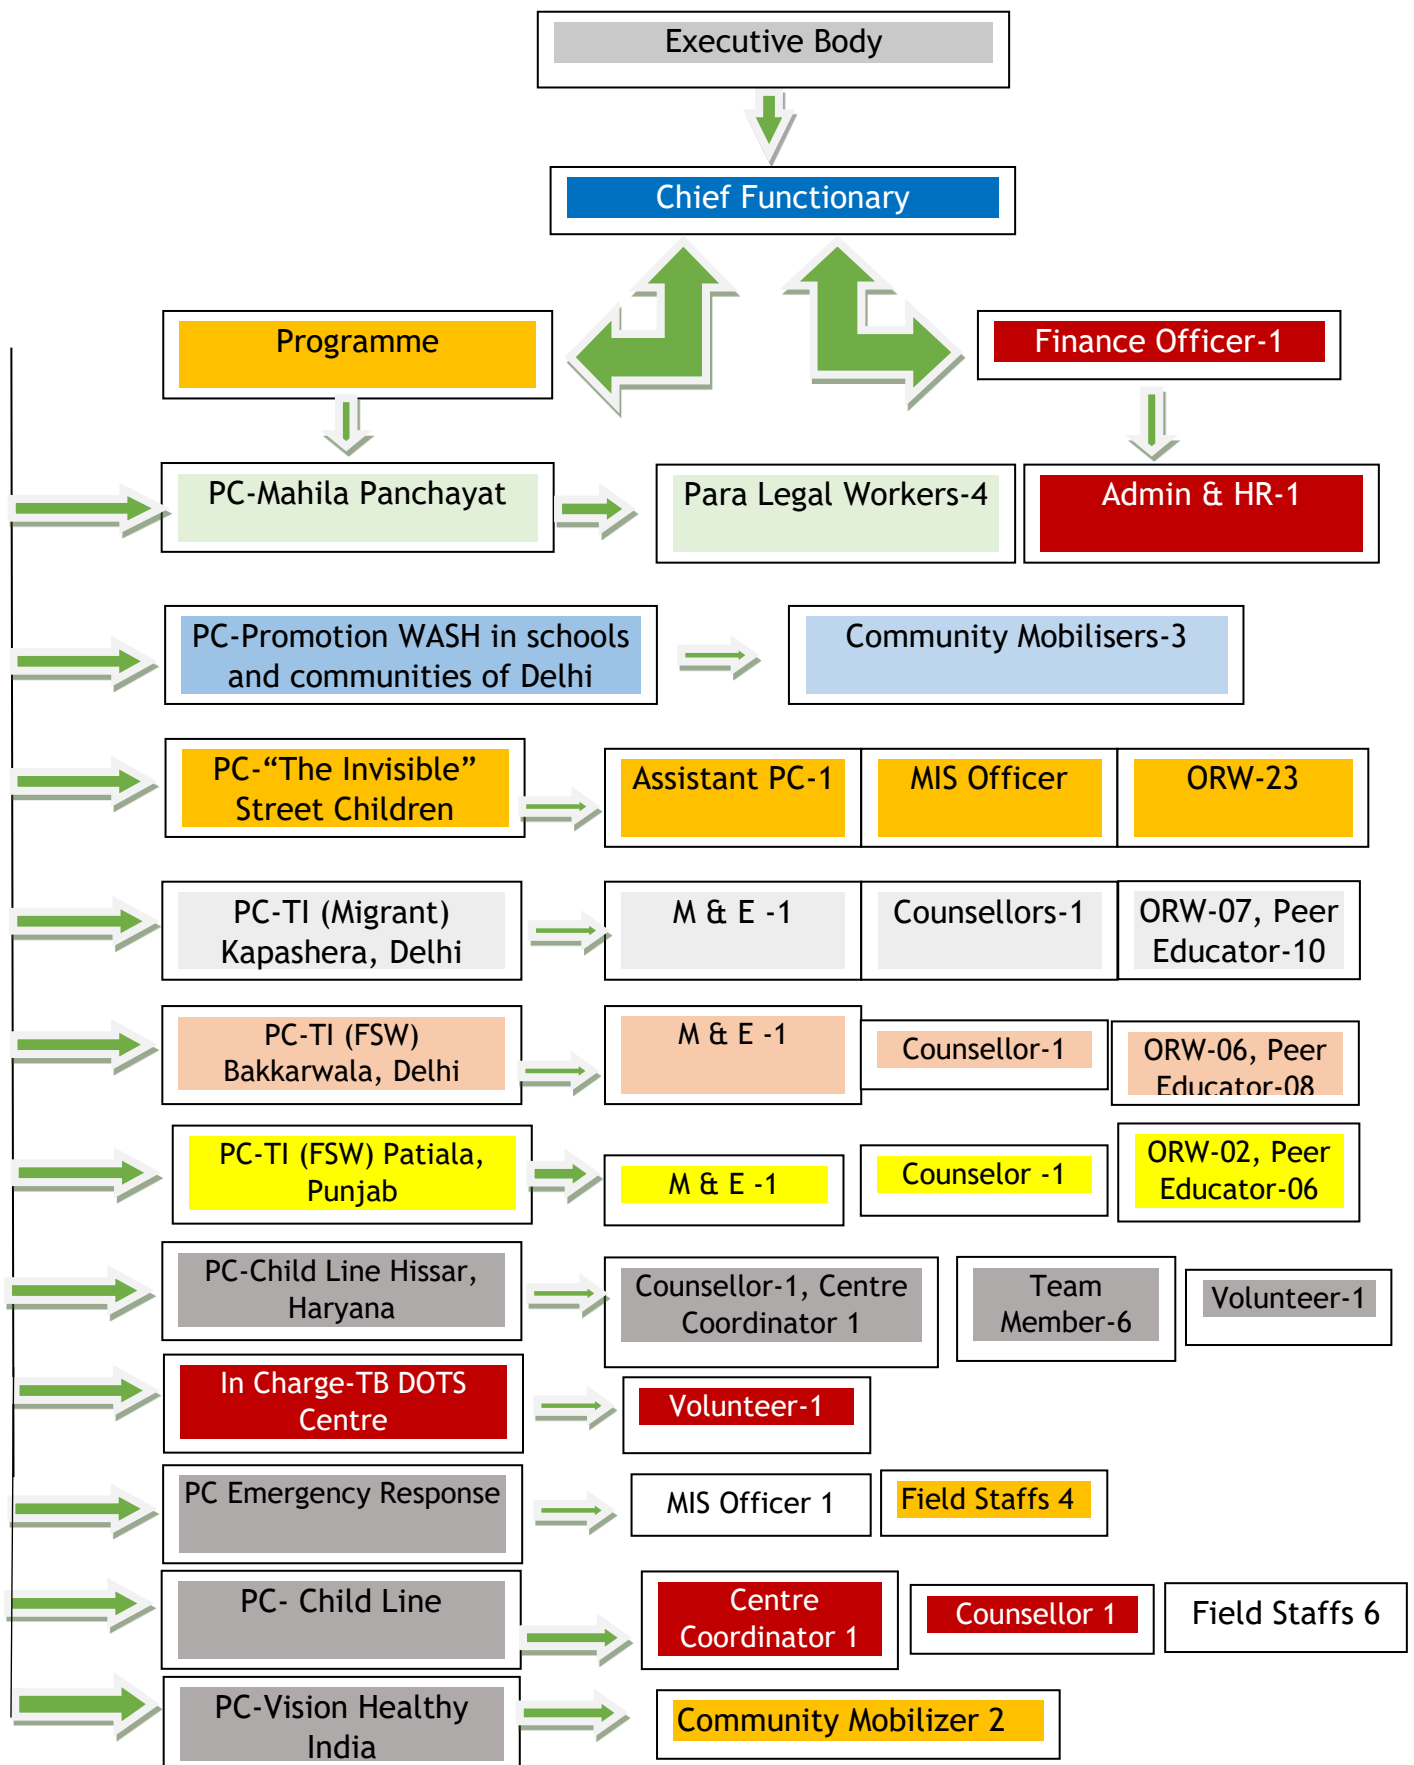 Executive Body
Chief Functionary
Programme
Finance Officer-1
PC-Mahila Panchayat
Para Legal Workers-4
Admin & HR-1
PC-Promotion WASH in schools
and communities of Delhi
Community Mobilisers-3
PC-“The Invisible”
Street Children
Assistant PC-1
MIS Officer
ORW-23
PC-TI (Migrant)
Kapashera, Delhi
M & E -1
Counsellors-1
ORW-07, Peer
Educator-10
PC-TI (FSW)
Bakkarwala, Delhi
M & E -1
Counsellor-1
ORW-06, Peer
Educator-08
PC-TI (FSW) Patiala,
Punjab
M & E -1
Counselor -1
ORW-02, Peer
Educator-06
PC-Child Line Hissar,
Haryana
Counsellor-1, Centre
Coordinator 1
Team
Member-6
Volunteer-1
In Charge-TB DOTS
Centre
Volunteer-1
PC Emergency Response
MIS Officer 1
Field Staffs 4
PC- Child Line
Centre
Coordinator 1
Counsellor 1
Field Staffs 6
PC-Vision Healthy
India
Community Mobilizer 2